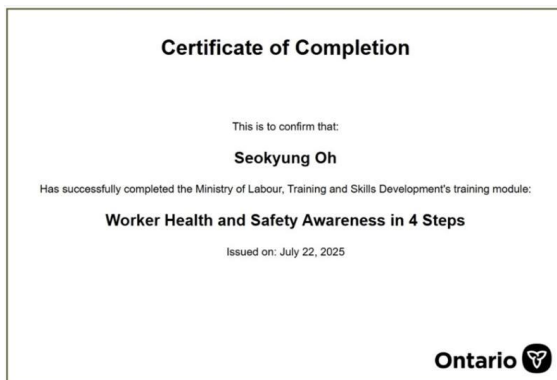 Certificate of Completion
This is to confirm that:
Seokyung Oh
Has successfully completed the Ministry of Labour, Training and Skills Development's training module:
Worker Health and Safety Awareness in 4 Steps
Issued on: July 22, 2025
Ontario